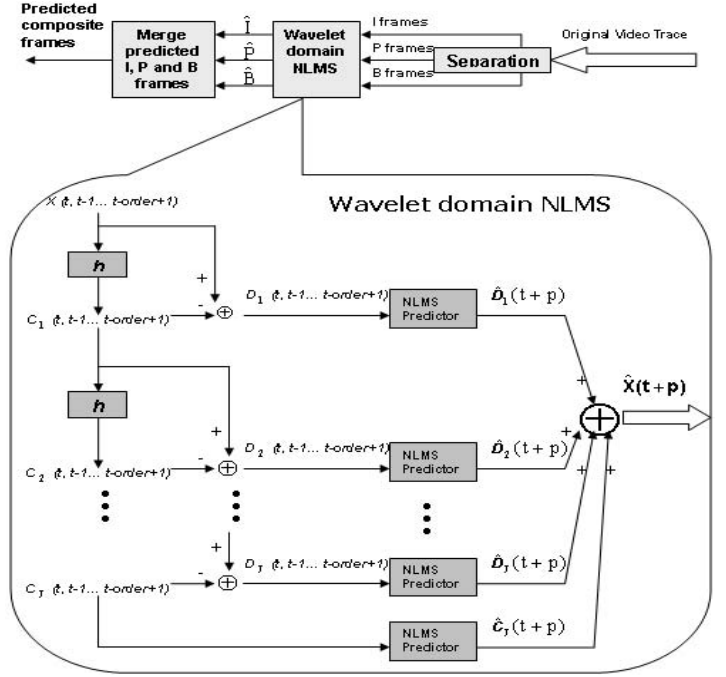 Predicted
composite
frames
Merge
predicted
I, P and B
frames
Î
P̂
B̂
Wavelet
domain
NLMS
I frames
P frames
B frames
Separation
Original Video Trace
Wavelet domain NLMS
X (t, t-1... t-order+1)
h
+
-
C1 (t, t-1... t-order+1)
D1 (t, t-1... t-order+1)
NLMS
Predictor
D̂1(t+p)
+
X̂(t+p)
h
+
-
C2 (t, t-1... t-order+1)
D2 (t, t-1... t-order+1)
NLMS
Predictor
D̂2(t+p)
+
+
+
+
-
CJ (t, t-1... t-order+1)
DJ (t, t-1... t-order+1)
NLMS
Predictor
D̂J(t+p)
NLMS
Predictor
ĈJ(t+p)